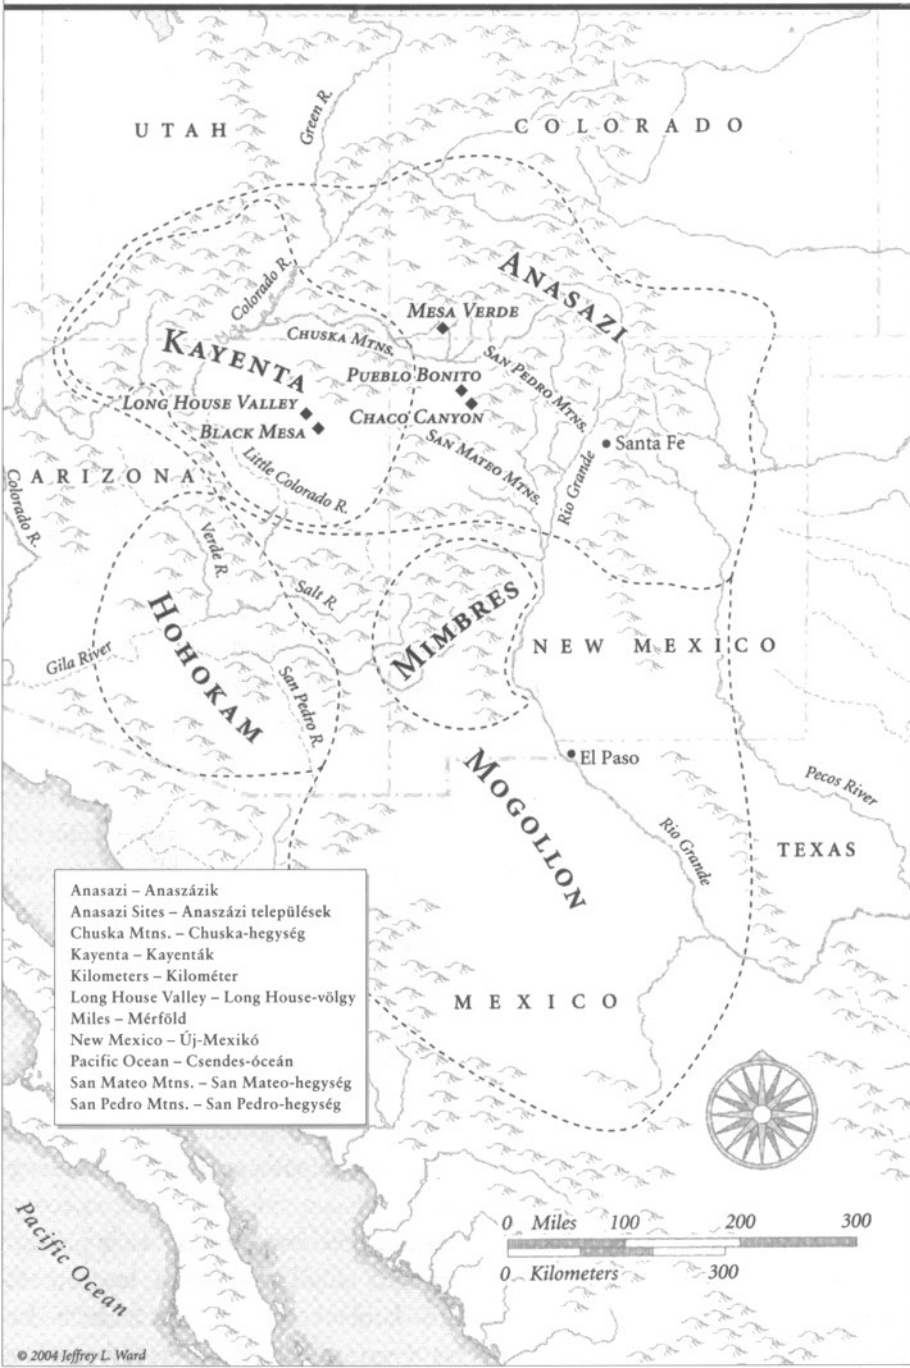 UTAH
COLORADO
Green R.
Colorado R.
ANASAZI
MESA VERDE
CHUSKA MTNS.
KAYENTA
SAN PEDRO MTNS.
PUEBLO BONITO
LONG HOUSE VALLEY
CHACO CANYON
BLACK MESA
SAN MATEO MTNS.
Santa Fe
Little Colorado R.
Rio Grande
ARIZONA
Colorado R.
Verde R.
Salt R.
HOHOKAM
MIMBRES
NEW MEXICO
Gila River
San Pedro R.
MOGOLLON
El Paso
Pecos River
Rio Grande
TEXAS
Anasazi – Anaszázik
Anasazi Sites – Anaszázi települések
Chuska Mtns. – Chuska-hegység
Kayenta – Kayenták
Kilometers – Kilométer
Long House Valley – Long House-völgy
Miles – Mérföld
New Mexico – Új-Mexikó
Pacific Ocean – Csendes-óceán
San Mateo Mtns. – San Mateo-hegység
San Pedro Mtns. – San Pedro-hegység
MEXICO
Pacific Ocean
0 Miles 100 200 300
0 Kilometers 300
© 2004 Jeffrey L. Ward